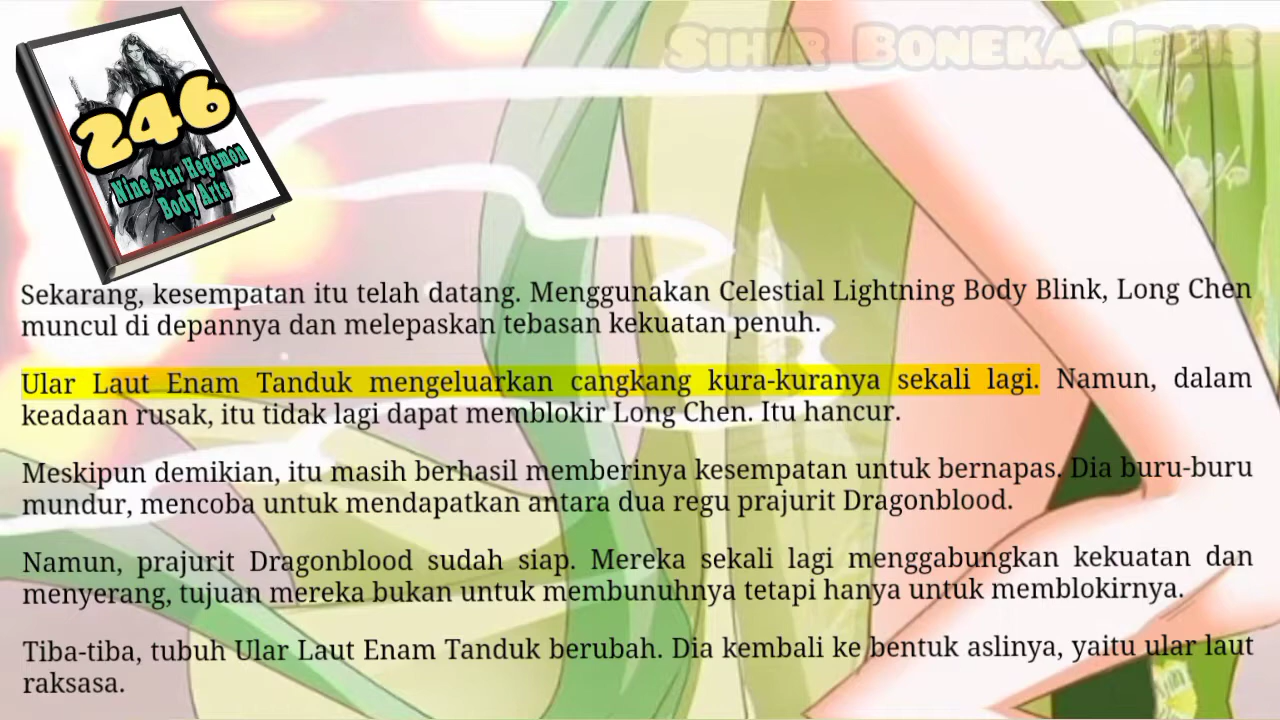 Sihir Boneka Iblis
246
Nine Star Hegemon
Body Arts
Sekarang, kesempatan itu telah datang. Menggunakan Celestial Lightning Body Blink, Long Chen
muncul di depannya dan melepaskan tebasan kekuatan penuh.
Ular Laut Enam Tanduk mengeluarkan cangkang kura-kuranya sekali lagi. Namun, dalam
keadaan rusak, itu tidak lagi dapat memblokir Long Chen. Itu hancur.
Meskipun demikian, itu masih berhasil memberinya kesempatan untuk bernapas. Dia buru-buru
mundur, mencoba untuk mendapatkan antara dua regu prajurit Dragonblood.
Namun, prajurit Dragonblood sudah siap. Mereka sekali lagi menggabungkan kekuatan dan
menyerang, tujuan mereka bukan untuk membunuhnya tetapi hanya untuk memblokirnya.
Tiba-tiba, tubuh Ular Laut Enam Tanduk berubah. Dia kembali ke bentuk aslinya, yaitu ular laut
raksasa.